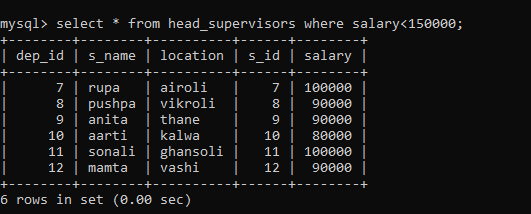 mysql> select * from head_supervisors where salary<150000;
+--------+--------+----------+------+--------+
| dep_id | s_name | location | s_id | salary |
+--------+--------+----------+------+--------+
|      7 | rupa   | airoli   |    7 | 100000 |
|      8 | pushpa | vikroli  |    8 |  90000 |
|      9 | anita  | thane    |    9 |  90000 |
|     10 | aarti  | kalwa    |   10 |  80000 |
|     11 | sonali | ghansoli |   11 | 100000 |
|     12 | mamta  | vashi    |   12 |  90000 |
+--------+--------+----------+------+--------+
6 rows in set (0.00 sec)